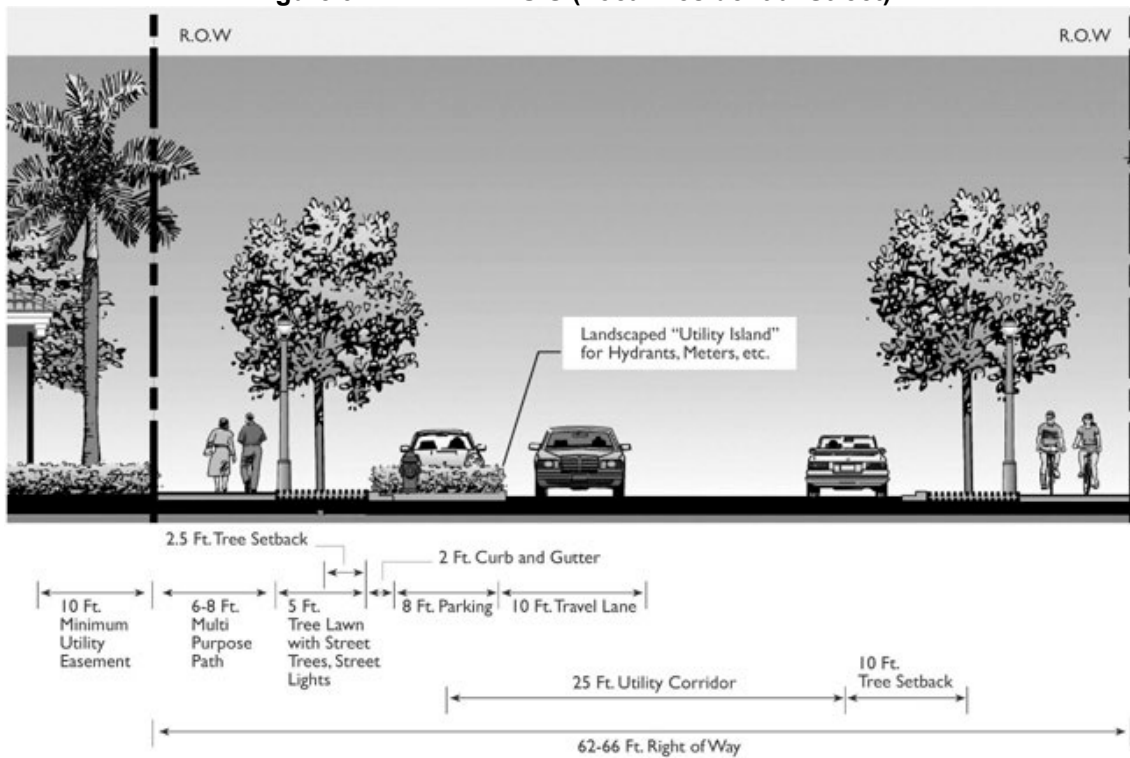 R.O.W
R.O.W
Landscaped “Utility Island”
for Hydrants, Meters, etc.
2.5 Ft. Tree Setback
2 Ft. Curb and Gutter
10 Ft.
Minimum
Utility
Easement
6-8 Ft.
Multi
Purpose
Path
5 Ft.
Tree Lawn
with Street
Trees, Street
Lights
8 Ft. Parking
10 Ft. Travel Lane
25 Ft. Utility Corridor
10 Ft.
Tree Setback
62-66 Ft. Right of Way